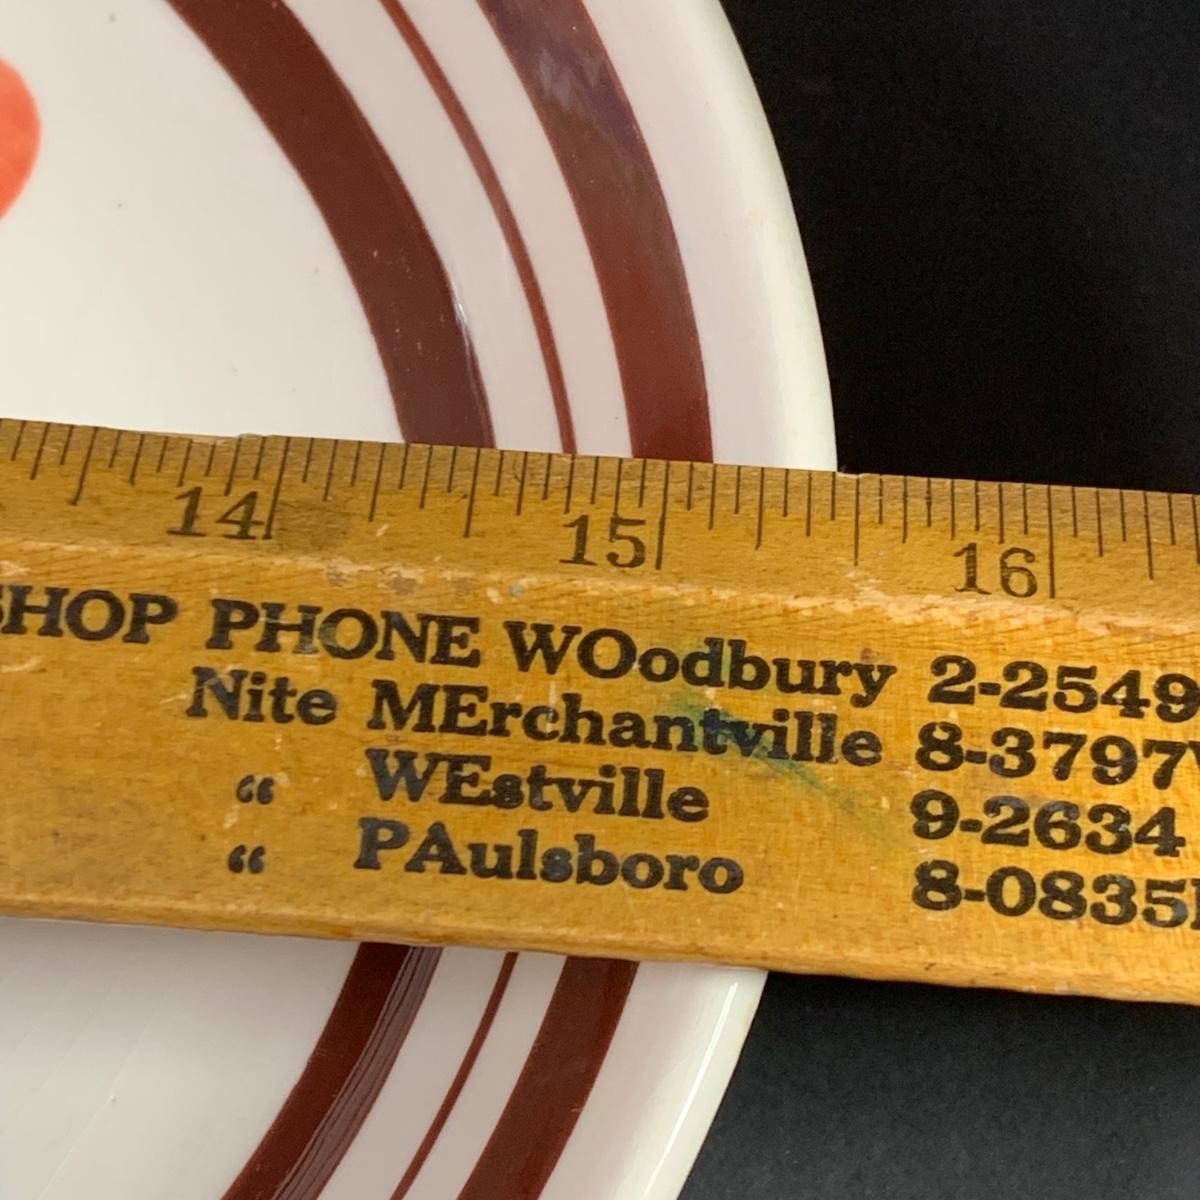 14 15 16
SHOP PHONE WOodbury 2-2549
Nite MErchantville 8-3797
“ WEstville 9-2634
“ PAulsboro 8-0835